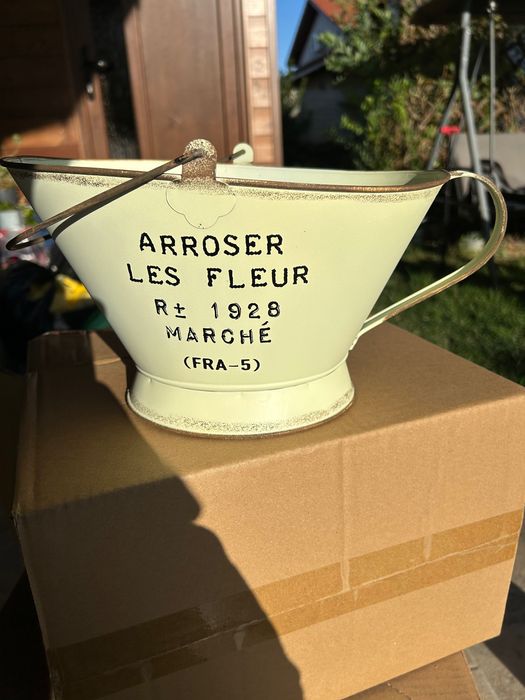 ARROSER
LES FLEUR
R± 1928
MARCHÉ
(FRA-5)